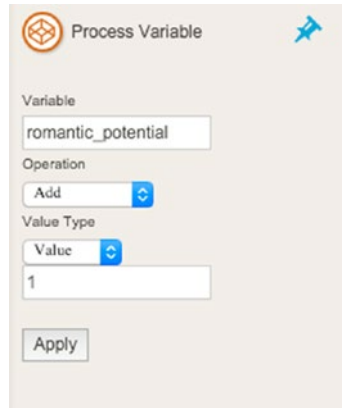 Process Variable
Variable
romantic_potential
Operation
Add
Value Type
Value
1
Apply